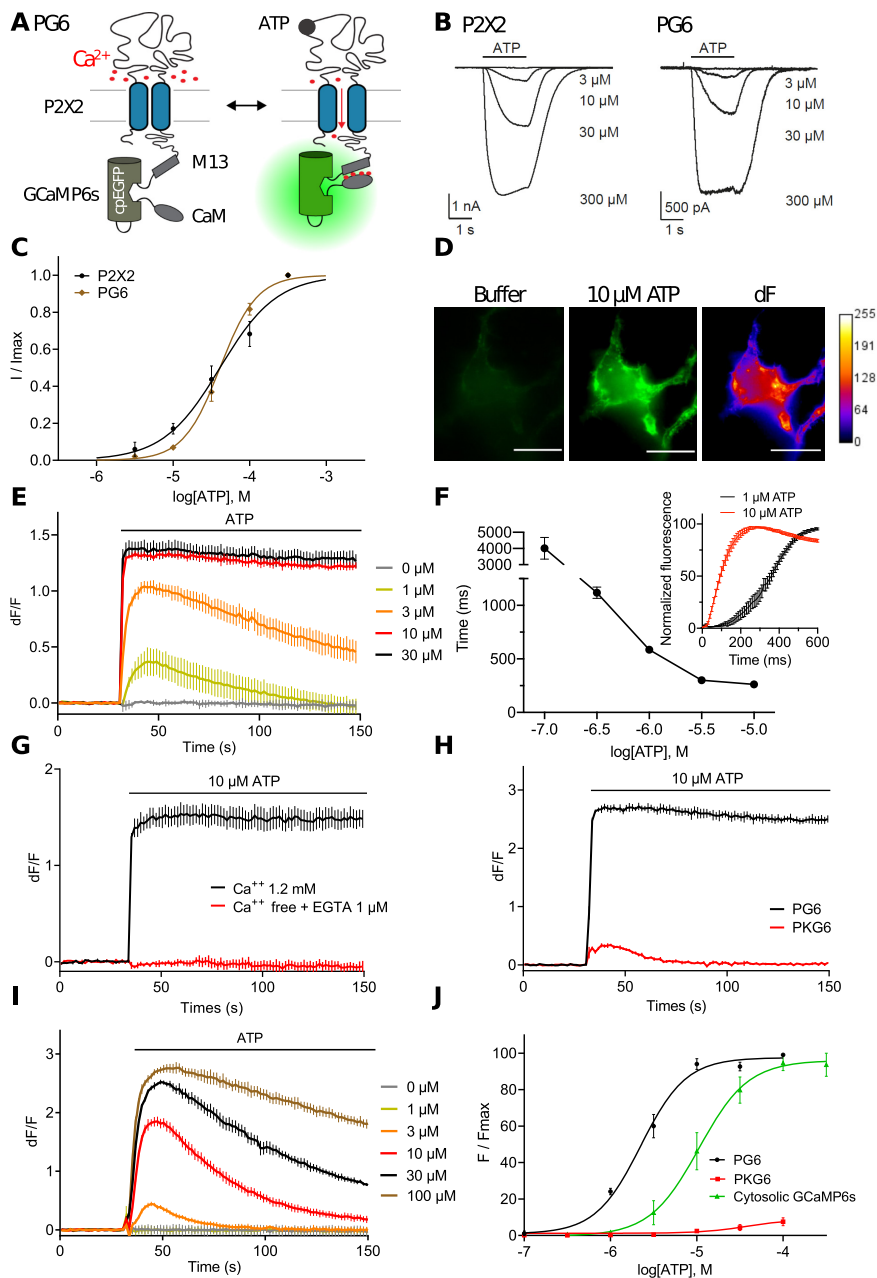 A PG6 ATP
Ca2+
P2X2
M13
GCaMP6s
cpEGFP
CaM
B P2X2 PG6
ATP ATP
3 µM 3 µM
10 µM 10 µM
30 µM 30 µM
1 nA 300 µM 500 pA 300 µM
1 s 1 s
C
P2X2
PG6
1.0
0.8
0.6
0.4
0.2
0.0
I / Imax
-6 -5 -4 -3
log[ATP], M
D
Buffer 10 µM ATP dF
255
191
128
64
0
E
ATP
1.5
1.0
0.5
0.0
dF/F
0 µM
1 µM
3 µM
10 µM
30 µM
0 50 100 150
Time (s)
F
5000
4000
3000
1000
500
0
Time (ms)
-7.0 -6.5 -6.0 -5.5 -5.0
log[ATP], M
1 µM ATP
10 µM ATP
Normalized fluorescence
100
75
50
25
0
0 200 400 600
Time (ms)
G
10 µM ATP
2
1
0
dF/F
Ca++ 1.2 mM
Ca++ free + EGTA 1 µM
0 50 100 150
Times (s)
H
10 µM ATP
3
2
1
0
dF/F
PG6
PKG6
0 50 100 150
Times (s)
I
ATP
3
2
1
0
dF/F
0 µM
1 µM
3 µM
10 µM
30 µM
100 µM
0 50 100 150
Time (s)
J
100
80
60
40
20
0
F / Fmax
PG6
PKG6
Cytosolic GCaMP6s
-7 -6 -5 -4
log[ATP], M